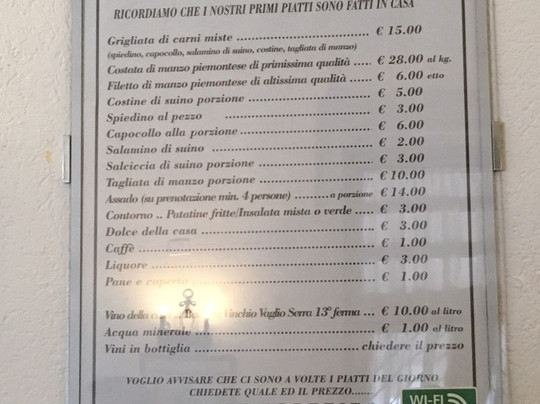 RICORDIAMO CHE I NOSTRI PRIMI PIATTI SONO FATTI IN CASA
Grigliata di carni miste ........................ € 15.00
(spiedino, capocollo, salamino di suino, costine, tagliata di manzo)
Costata di manzo piemontese di primissima qualità ..... € 28.00 al kg.
Filetto di manzo piemontese di altissima qualità ..... € 6.00 etto
Costine di suino porzione ........................ € 5.00
Spiedino al pezzo ........................ € 3.00
Capocollo alla porzione ........................ € 6.00
Salamino di suino ........................ € 2.00
Salciccia di suino porzione ........................ € 3.00
Tagliata di manzo porzione ........................ € 10.00
Assado (su prenotazione min. 4 persone) ........... a porzione € 14.00
Contorno .. Patatine fritte/Insalata mista o verde ..... € 3.00
Dolce della casa ........................ € 3.00
Caffè ........................ € 1.00
Liquore ........................ € 3.00
Pane e coperto ........................ € 1.00
Vino della Vinchio Vaglio Serra 13° ferma ... € 10.00 al litro
Acqua minerale ........................ € 1.00 al litro
Vini in bottiglia ........................ chiedere il prezzo
VOGLIO AVVISARE CHE CI SONO A VOLTE I PIATTI DEL GIORNO
CHIEDETE QUALE ED IL PREZZO.....
WI-FI